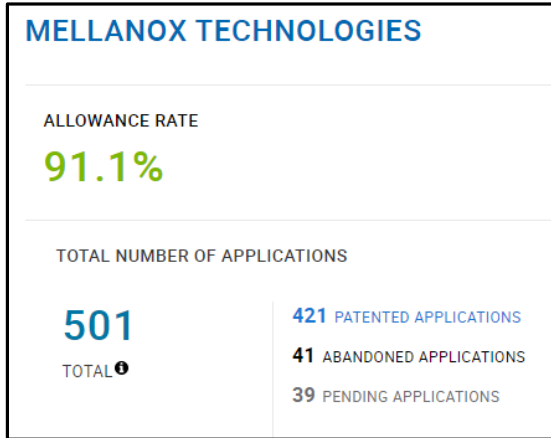 MELLANOX TECHNOLOGIES
ALLOWANCE RATE
91.1%
TOTAL NUMBER OF APPLICATIONS
501
TOTAL
421 PATENTED APPLICATIONS
41 ABANDONED APPLICATIONS
39 PENDING APPLICATIONS